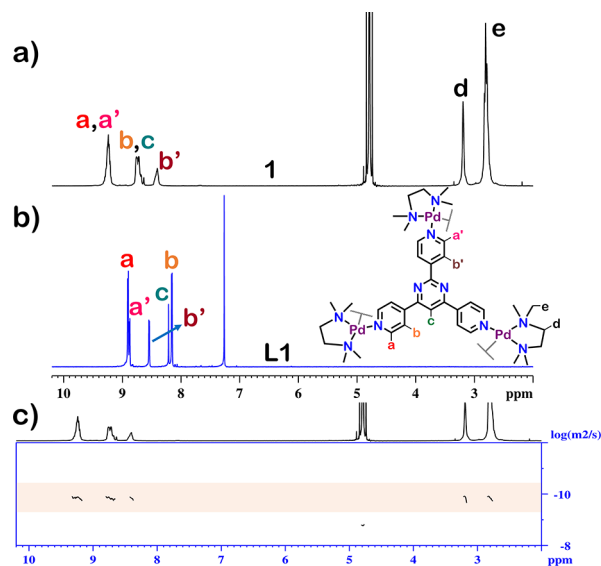 a)
e
d
a,a’
b,c
b’
1
b)
a
b
a’
c
b’
L1
N
N
Pd
N
a'
b'
N
N
N
Pd
N
N
a
b
c
N
Pd
N
N
e
d
10
9
8
7
6
5
4
3
ppm
c)
log(m2/s)
-10
-8
10
9
8
7
6
5
4
3
ppm